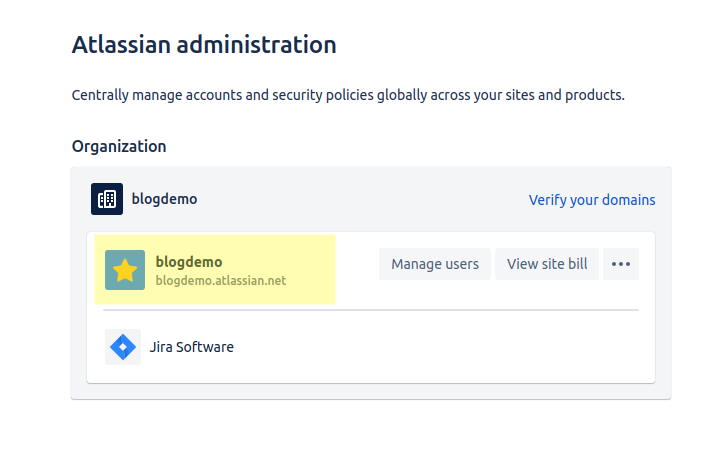 Atlassian administration
Centrally manage accounts and security policies globally across your sites and products.
Organization
blogdemo
Verify your domains
blogdemo
blogdemo.atlassian.net
Manage users
View site bill
Jira Software